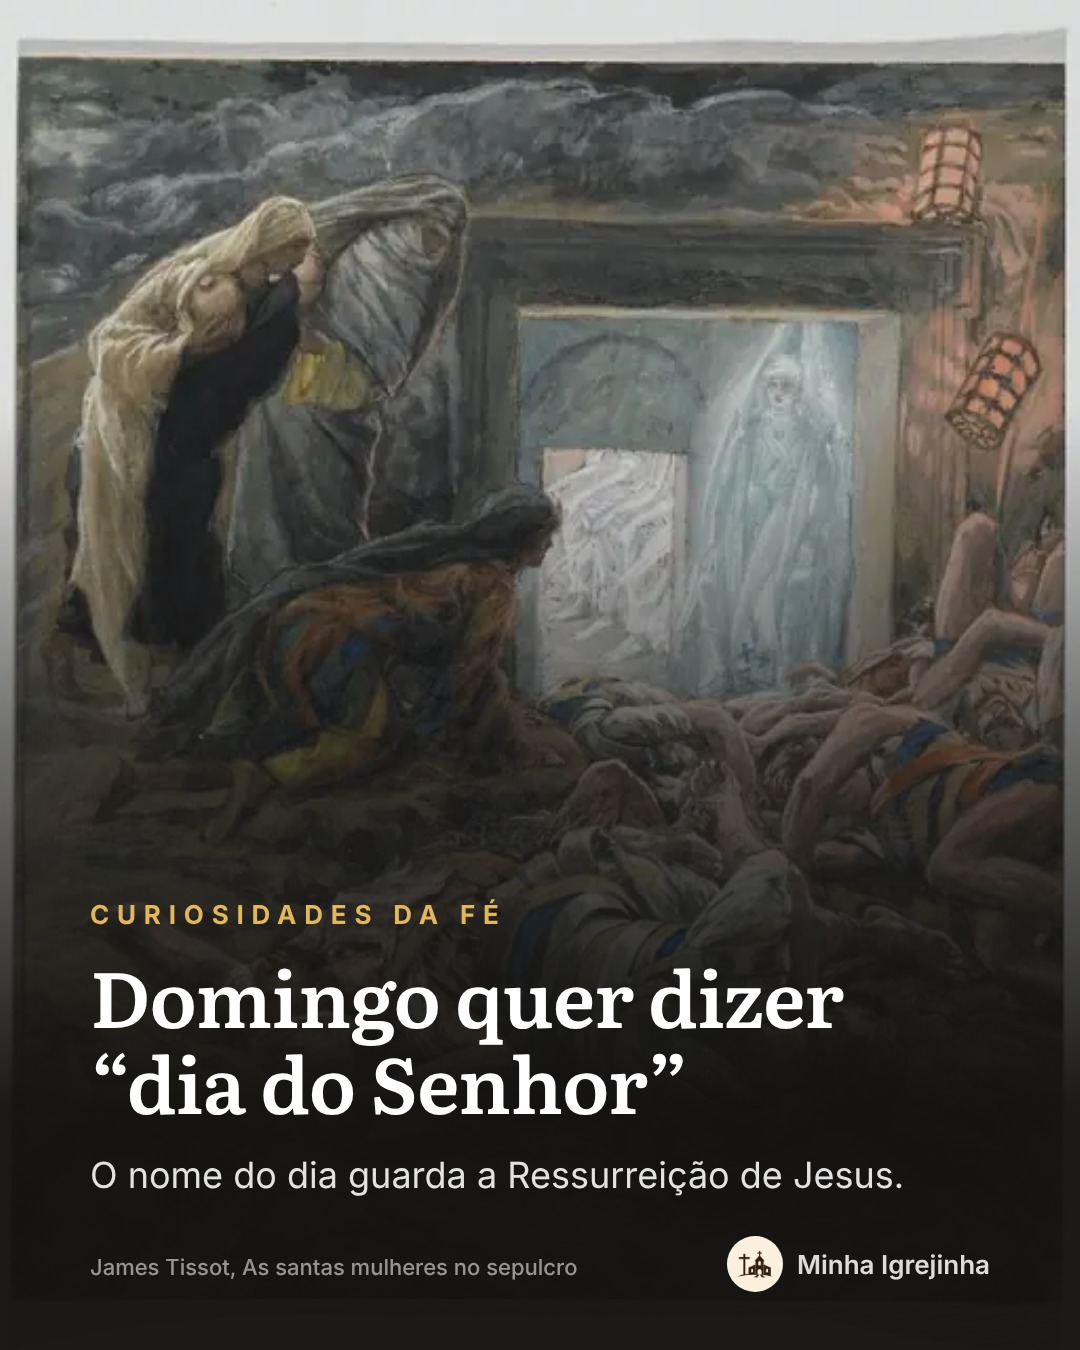 CURIOSIDADES DA FÉ
Domingo quer dizer
“dia do Senhor”
O nome do dia guarda a Ressurreição de Jesus.
James Tissot, As santas mulheres no sepulcro
Minha Igrejinha